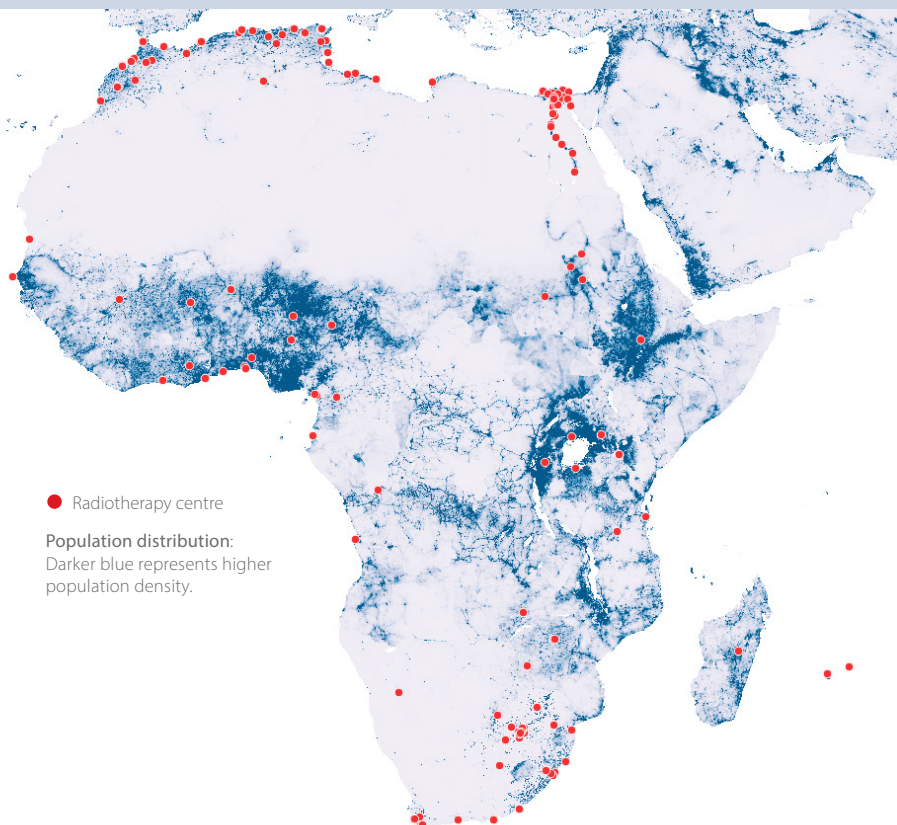 Radiotherapy centre
Population distribution:
Darker blue represents higher
population density.